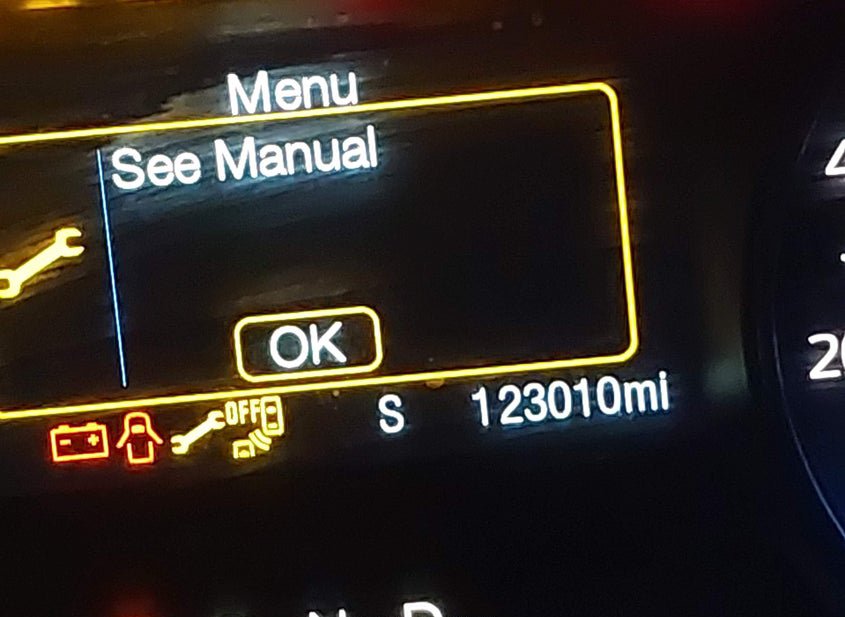 Menu
See Manual
OK
OFF
S 123010mi